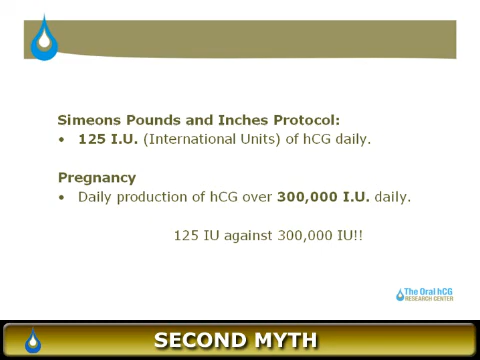 Simeons Pounds and Inches Protocol:
• 125 I.U. (International Units) of hCG daily.
Pregnancy
• Daily production of hCG over 300,000 I.U. daily.
125 IU against 300,000 IU!!
The Oral hCG
RESEARCH CENTER
SECOND MYTH